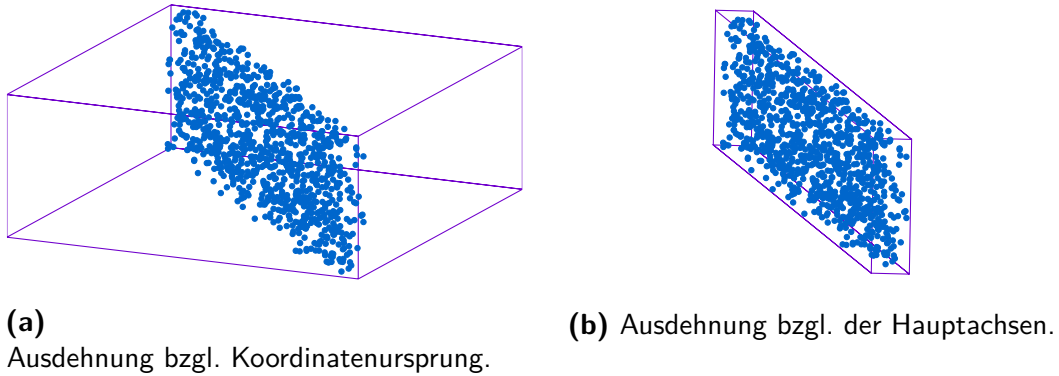 (a)
Ausdehnung bzgl. Koordinatenursprung.
(b) Ausdehnung bzgl. der Hauptachsen.